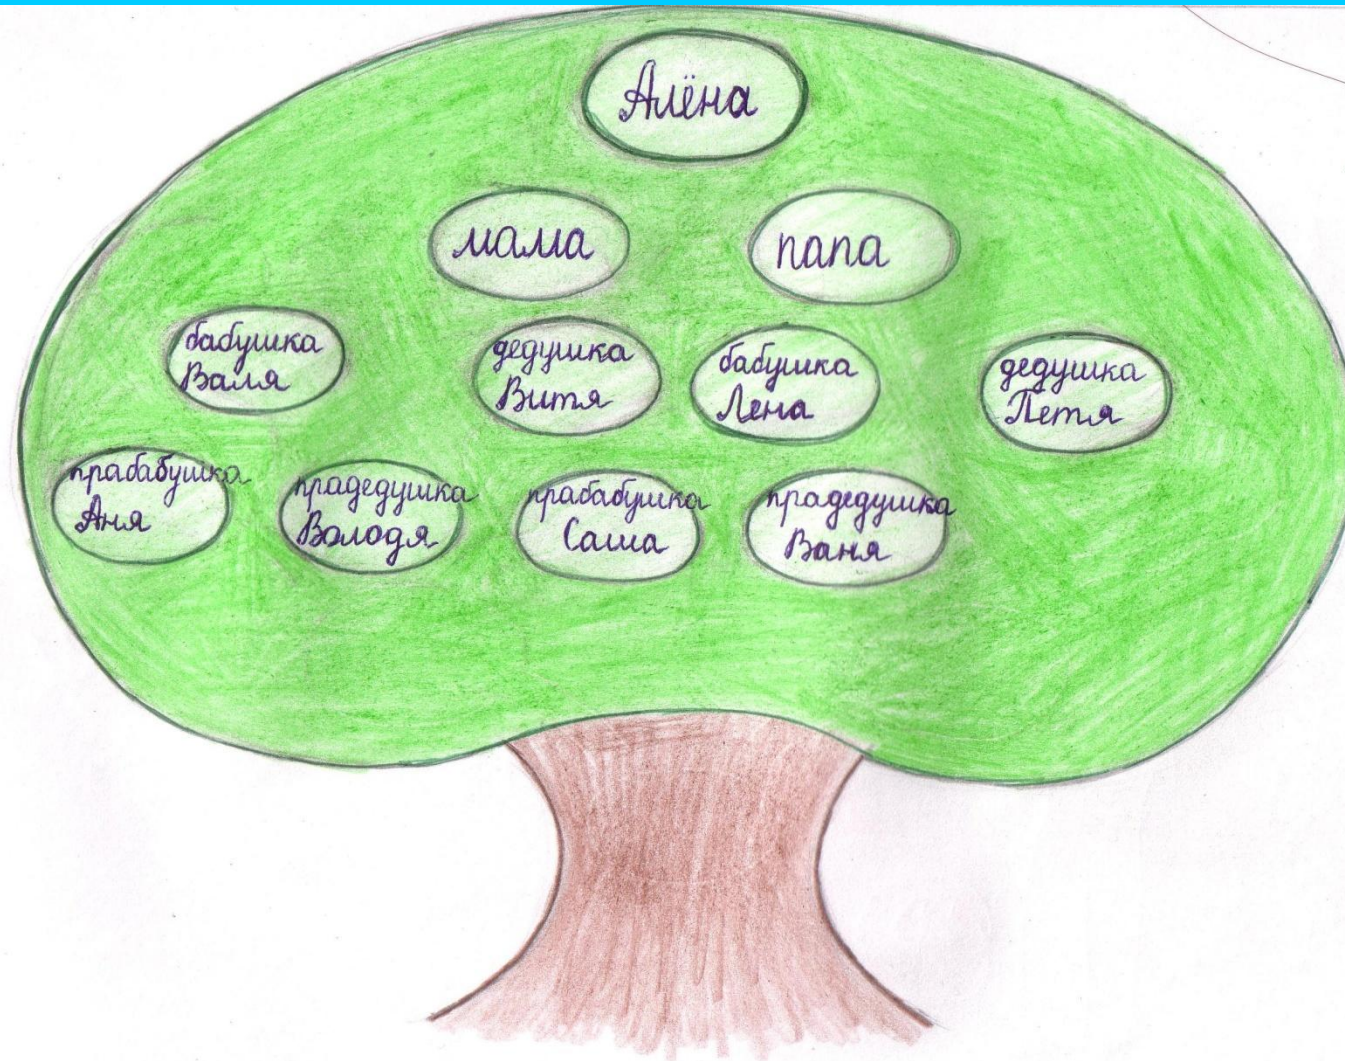 Алёна
мама
папа
бабушка
Валя
дедушка
Витя
бабушка
Лена
дедушка
Петя
прабабушка
Аня
прадедушка
Володя
прабабушка
Саша
прадедушка
Ваня